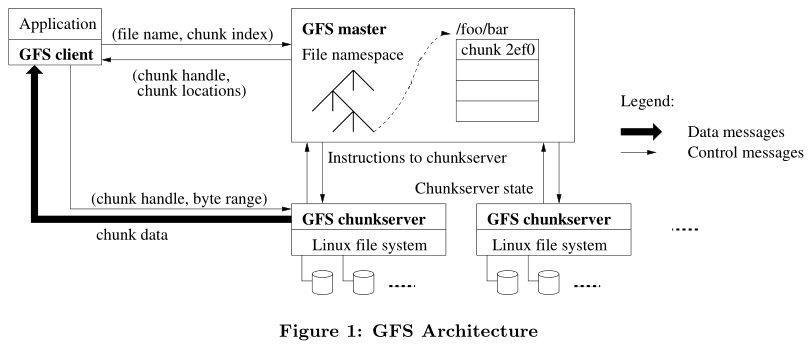 Application
GFS client
(file name, chunk index)
(chunk handle,
chunk locations)
GFS master
File namespace
/foo/bar
chunk 2ef0
Legend:
Data messages
Control messages
Instructions to chunkserver
Chunkserver state
(chunk handle, byte range)
chunk data
GFS chunkserver
Linux file system
GFS chunkserver
Linux file system
Figure 1: GFS Architecture